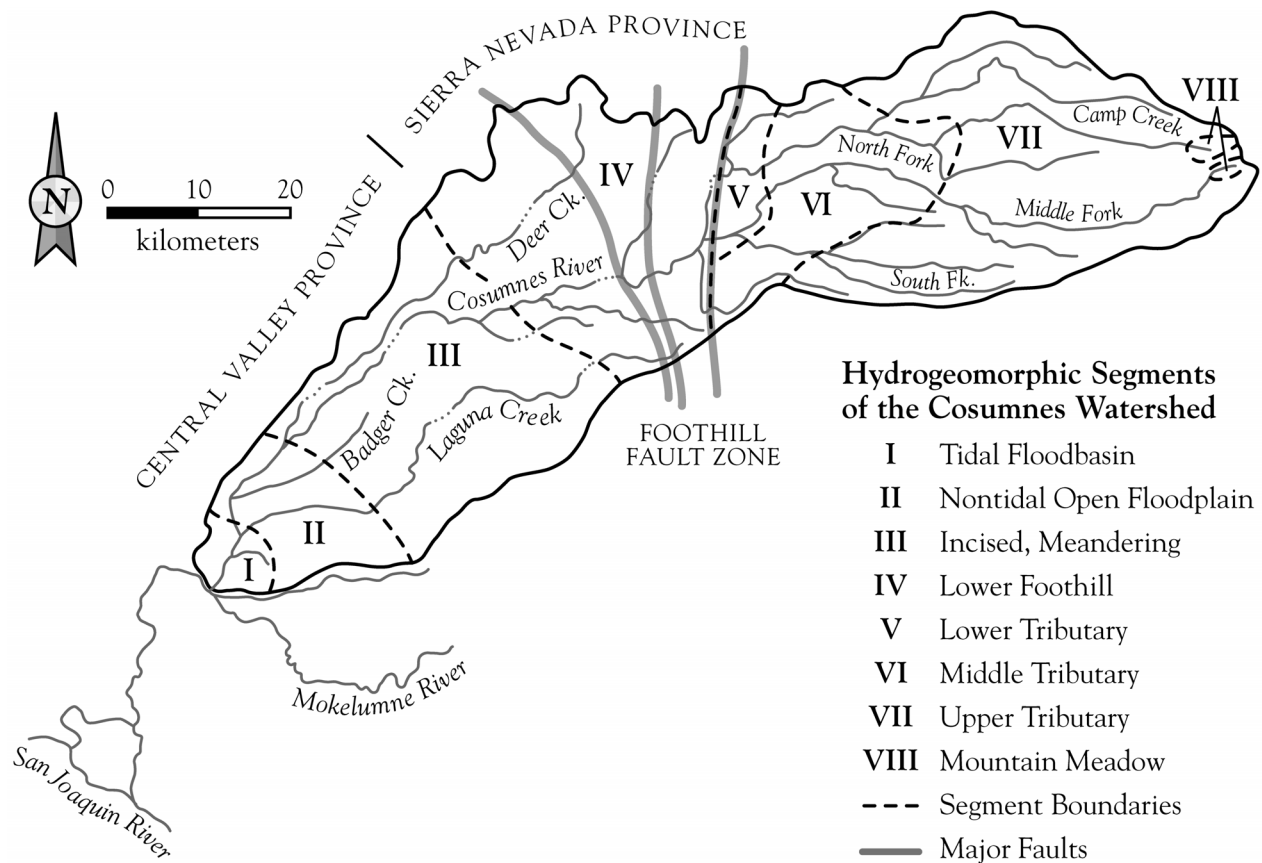 SIERRA NEVADA PROVINCE
CENTRAL VALLEY PROVINCE
N
0 10 20
kilometers
VIII
Camp Creek
VII
North Fork
IV
V
VI
Middle Fork
Deer Ck.
South Fk.
Cosumnes River
III
Badger Ck.
Laguna Creek
FOOTHILL
FAULT ZONE
II
I
Mokelumne River
San Joaquin River
Hydrogeomorphic Segments
of the Cosumnes Watershed
I Tidal Floodbasin
II Nontidal Open Floodplain
III Incised, Meandering
IV Lower Foothill
V Lower Tributary
VI Middle Tributary
VII Upper Tributary
VIII Mountain Meadow
Segment Boundaries
Major Faults